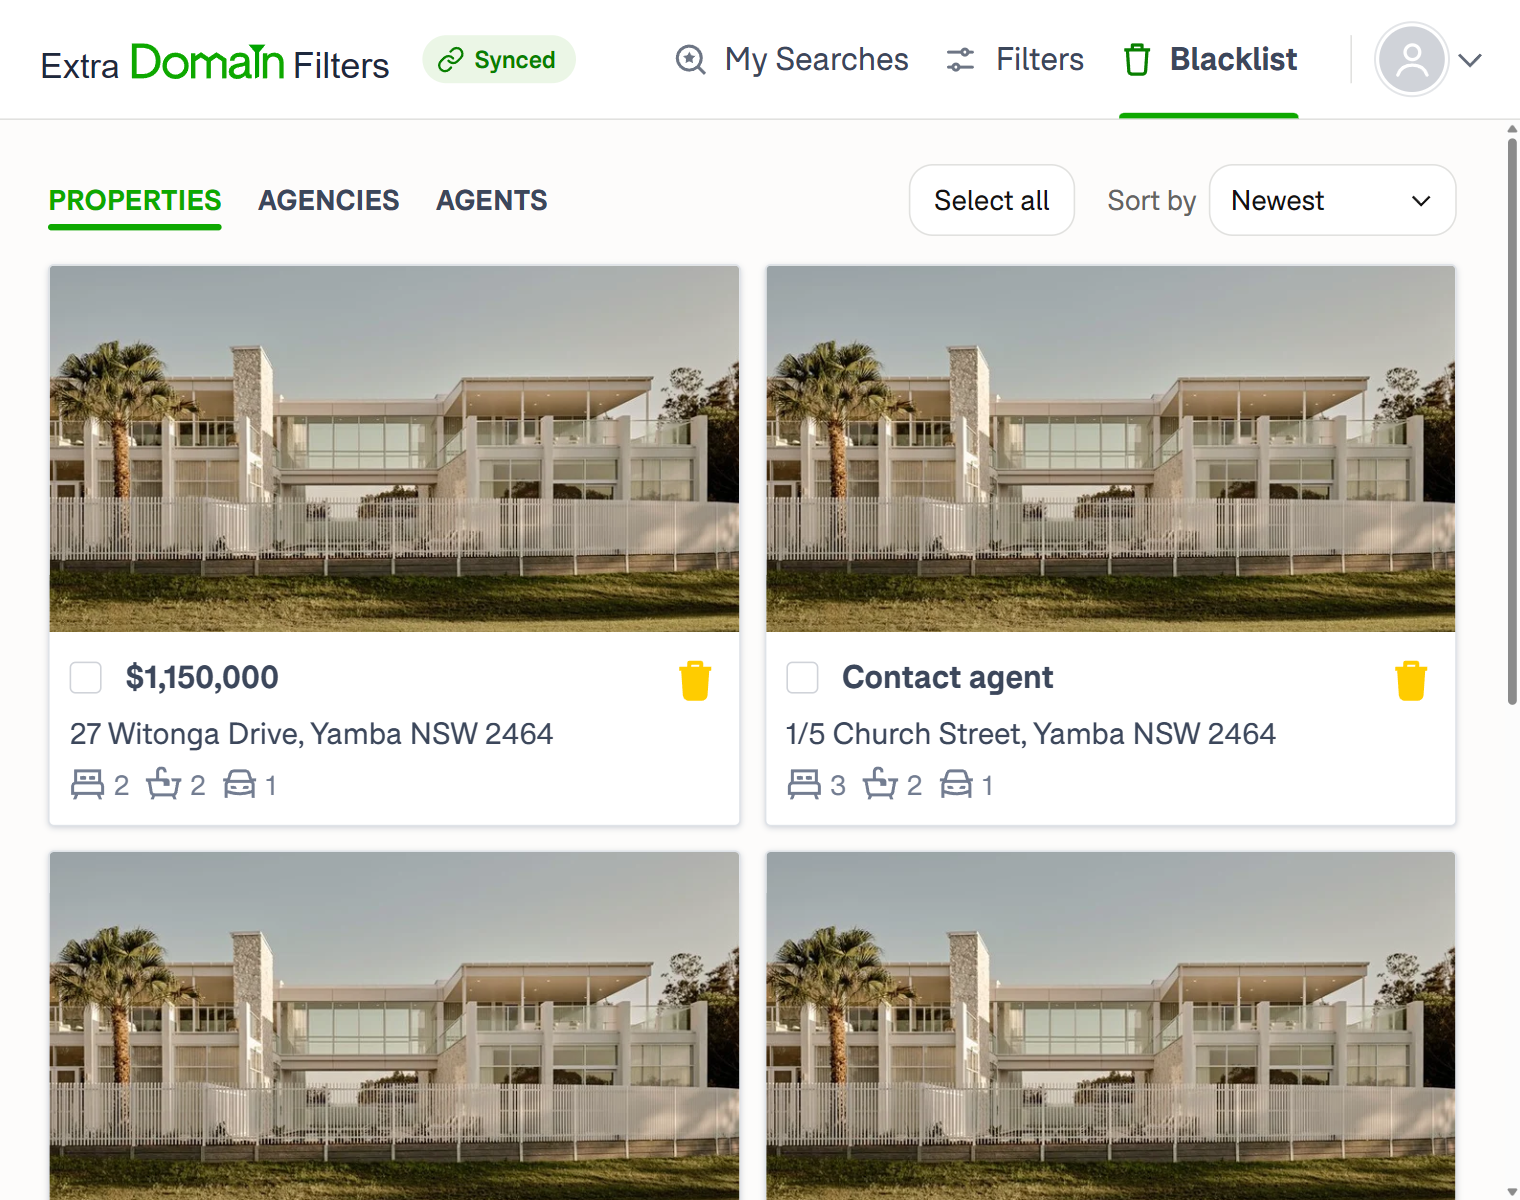 Extra Domain Filters
Synced
My Searches
Filters
Blacklist
PROPERTIES
AGENCIES
AGENTS
Select all
Sort by
Newest
$1,150,000
27 Witonga Drive, Yamba NSW 2464
2 2 1
Contact agent
1/5 Church Street, Yamba NSW 2464
3 2 1